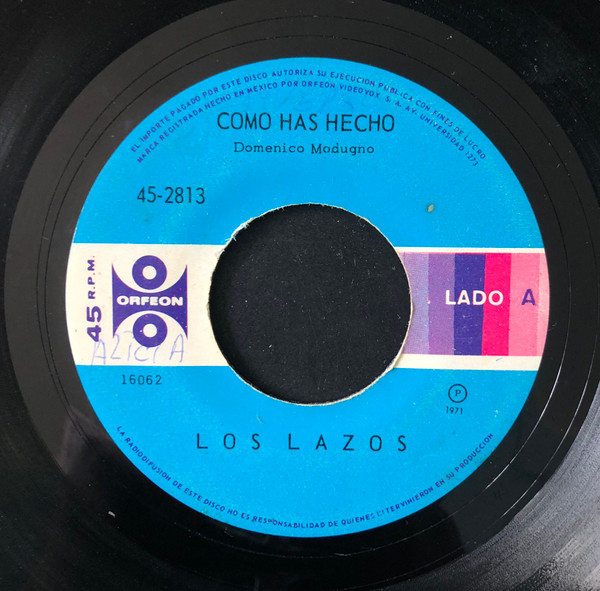 EL IMPORTE PAGADO POR ESTE DISCO AUTORIZA SU EJECUCION PUBLICA CON FINES DE LUCRO.
MARCA REGISTRADA HECHO EN MEXICO POR ORFEON VIDEOVOX, S. A. AV. UNIVERSIDAD 1273
COMO HAS HECHO
Domenico Modugno
45-2813
45 R.P.M.
ORFEON
LADO A
ALICIA
16062
P
1971
LOS LAZOS
LA RADIODIFUSION DE ESTE DISCO NO ES RESPONSABILIDAD DE QUIENES INTERVINIERON EN SU PRODUCCION